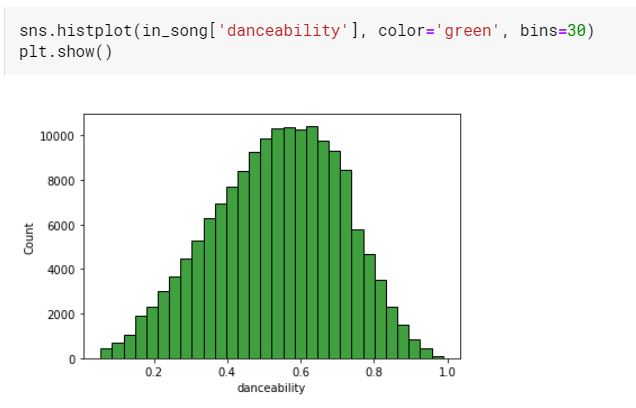 sns.histplot(in_song['danceability'], color='green', bins=30)
plt.show()
10000
8000
6000
4000
2000
0
Count
0.2 0.4 0.6 0.8 1.0
danceability